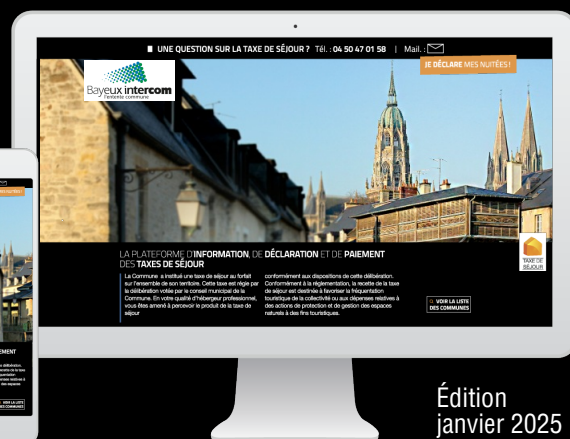 UNE QUESTION SUR LA TAXE DE SÉJOUR ? Tél. : 04 50 47 01 58 | Mail. :
JE DÉCLARE MES NUITÉES !
Bayeux intercom
l'entente commune
LA PLATEFORME D'INFORMATION, DE DÉCLARATION ET DE PAIEMENT
DES TAXES DE SÉJOUR
La Commune a institué une taxe de séjour au forfait
sur l'ensemble de son territoire. Cette taxe est régie par
la délibération votée par le conseil municipal de la
Commune. En votre qualité d'hébergeur professionnel,
vous êtes amené à percevoir le produit de la taxe de
séjour
conformément aux dispositions de cette délibération.
Conformément à la réglementation, la recette de la taxe
de séjour est destinée à favoriser la fréquentation
touristique de la collectivité ou aux dépenses relatives à
des actions de protection et de gestion des espaces
naturels à des fins touristiques.
TAXE DE
SÉJOUR
VOIR LA LISTE
DES COMMUNES
EMENT
VOIR LA LISTE
DES COMMUNES
Édition
janvier 2025